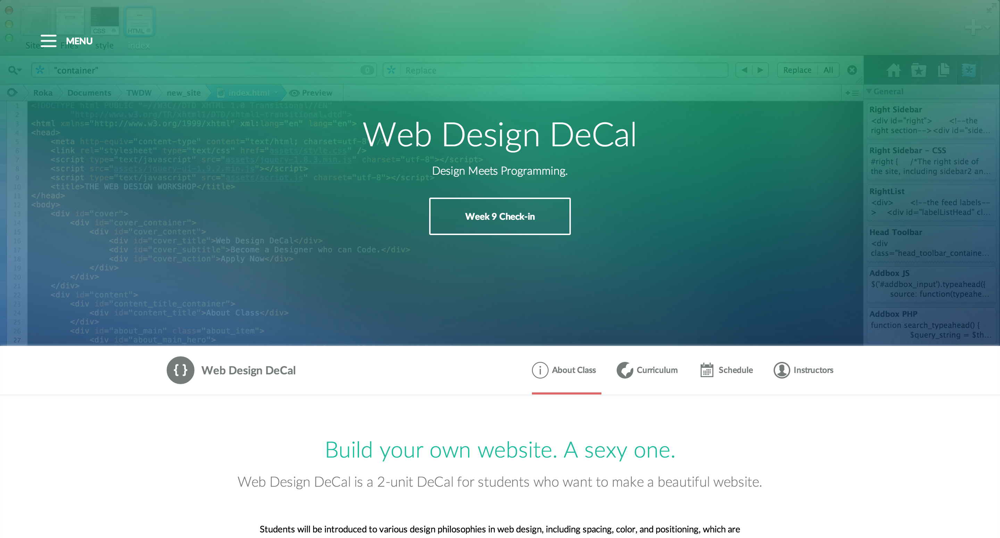 CSS
HTML
MENU
Sites
Files
style
index
"container"
0
Replace
Replace
All
Roka
Documents
TWDW
new_site
index.html
Preview
General
1 <!DOCTYPE html PUBLIC "-//W3C//DTD XHTML 1.0 Transitional//EN"
2 "http://www.w3.org/TR/xhtml1/DTD/xhtml1-transitional.dtd">
3 <html xmlns="http://www.w3.org/1999/xhtml" xml:lang="en" lang="en">
4 <head>
5 <meta http-equiv="content-type" content="text/html; charset=utf-8" />
6 <link rel="stylesheet" type="text/css" href="assets/style.css" />
7 <script type="text/javascript" src="assets/jquery-1.8.3.min.js" charset="utf-8"></script>
8 <script src="assets/jquery-ui-1.9.2.min.js"></script>
9 <script type="text/javascript" src="assets/script.js" charset="utf-8"></script>
10 <title>THE WEB DESIGN WORKSHOP</title>
11 </head>
12 <body>
13 <div id="cover">
14 <div id="cover_container">
15 <div id="cover_content">
16 <div id="cover_title">Web Design DeCal</div>
17 <div id="cover_subtitle">Become a Designer who can Code.</div>
18 <div id="cover_action">Apply Now</div>
19 </div>
20 </div>
21 </div>
22 <div id="content">
23 <div id="content_title_container">
24 <div id="content_title">About Class</div>
25 </div>
26 <div id="about_main" class="about_item">
27 <div id="about_main_hero">
Web Design DeCal
Design Meets Programming.
Week 9 Check-in
Right Sidebar
<div id="right"> <!--the
right section--><div id="side...
Right Sidebar - CSS
#right { /*The right side of
the site, including sidebar2 an...
RightList
<div> <!--the feed labels--
> <div id="labelListHead" cl...
Head Toolbar
<div
class="head_toolbar_containe...
Addbox JS
$('#addbox_input').typeahead({
source: function(typeahe...
Addbox PHP
function search_typeahead() {
$query_string = $th...
{ } Web Design DeCal
About Class
Curriculum
Schedule
Instructors
Build your own website. A sexy one.
Web Design DeCal is a 2-unit DeCal for students who want to make a beautiful website.
Students will be introduced to various design philosophies in web design, including spacing, color, and positioning, which are